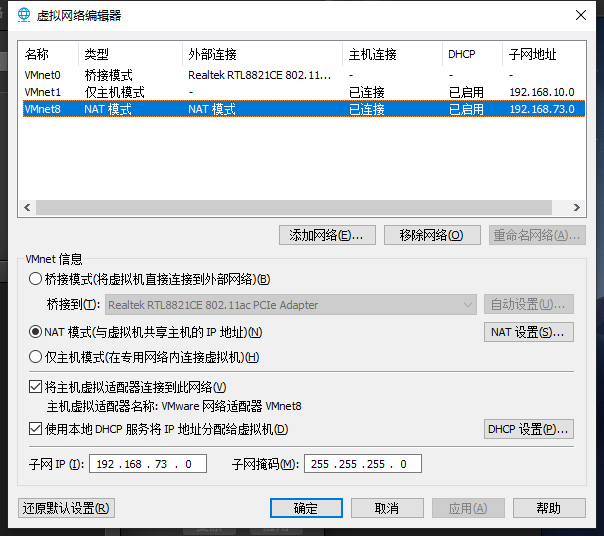 虚拟网络编辑器
名称 类型 外部连接 主机连接 DHCP 子网地址
VMnet0 桥接模式 Realtek RTL8821CE 802.11... - - -
VMnet1 仅主机模式 - 已连接 已启用 192.168.10.0
VMnet8 NAT 模式 NAT 模式 已连接 已启用 192.168.73.0
添加网络(E)... 移除网络(O) 重命名网络(A)...
VMnet 信息
桥接模式(将虚拟机直接连接到外部网络)(B)
桥接到(T): Realtek RTL8821CE 802.11ac PCIe Adapter 自动设置(U)...
NAT 模式(与虚拟机共享主机的 IP 地址)(N) NAT 设置(S)...
仅主机模式(在专用网络内连接虚拟机)(H)
将主机虚拟适配器连接到此网络(V)
主机虚拟适配器名称: VMware 网络适配器 VMnet8
使用本地 DHCP 服务将 IP 地址分配给虚拟机(D) DHCP 设置(P)...
子网 IP (I): 192 . 168 . 73 . 0 子网掩码(M): 255 . 255 . 255 . 0
还原默认设置(R) 确定 取消 应用(A) 帮助